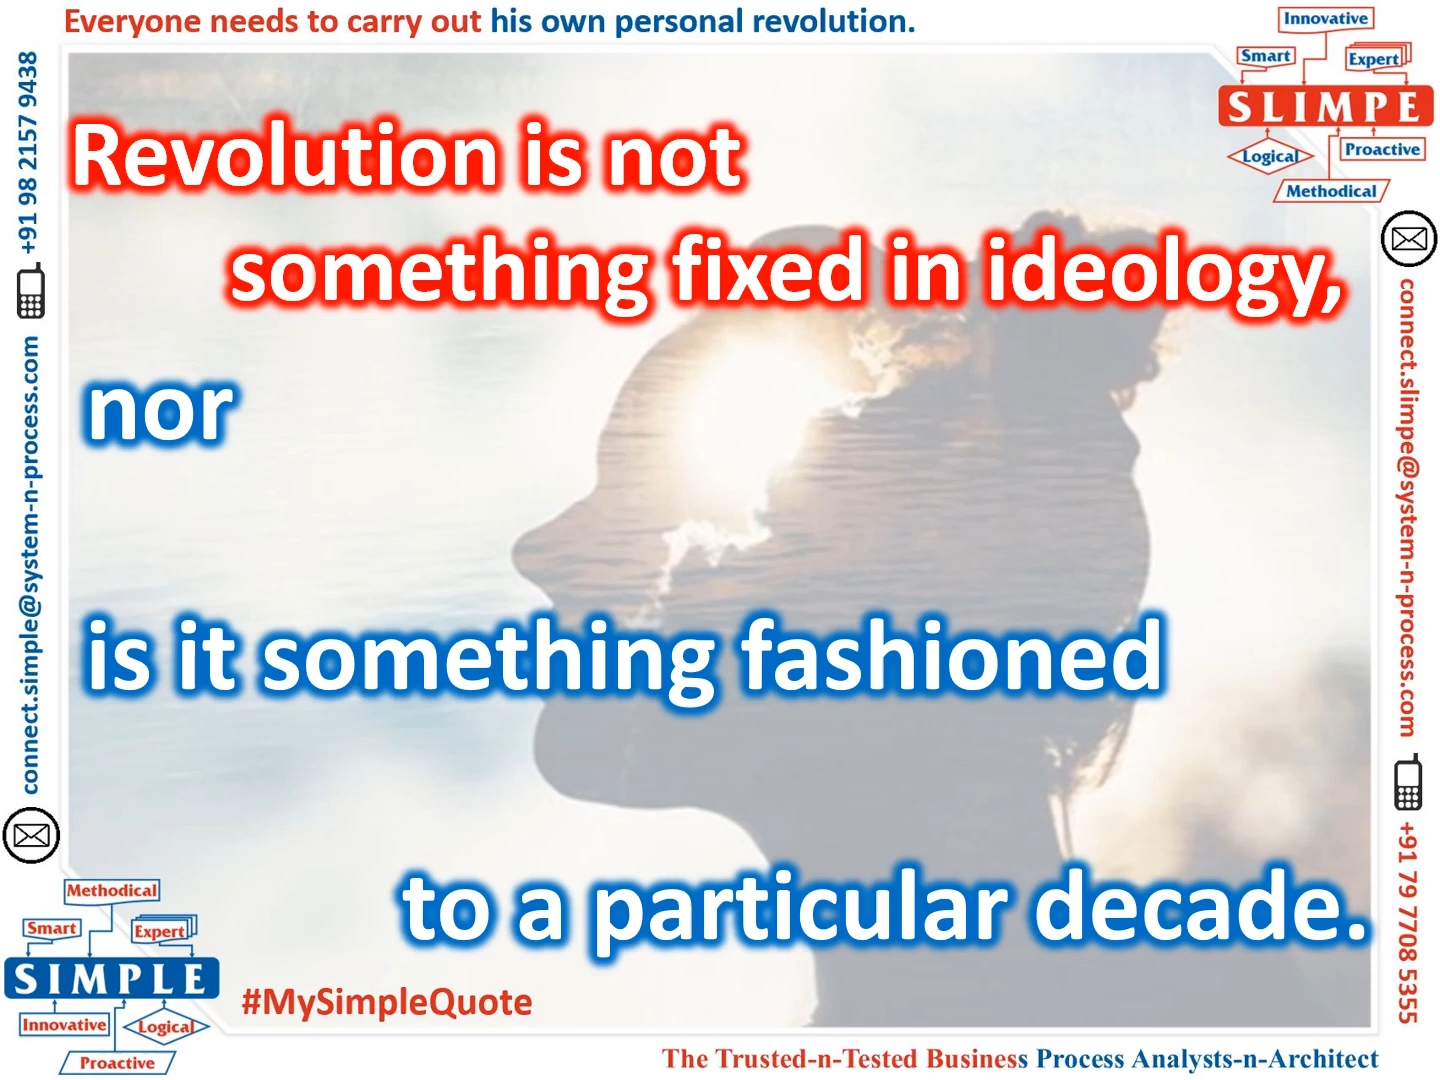 Everyone needs to carry out his own personal revolution.
Innovative
Smart
Expert
SLIMPE
Logical
Proactive
Methodical
Revolution is not
something fixed in ideology,
nor
is it something fashioned
to a particular decade.
+91 98 2157 9438
connect.simple@system-n-process.com
connect.slimpe@system-n-process.com
+91 79 7708 5355
Methodical
Smart
Expert
SIMPLE
Innovative
Logical
Proactive
#MySimpleQuote
The Trusted-n-Tested Business Process Analysts-n-Architect